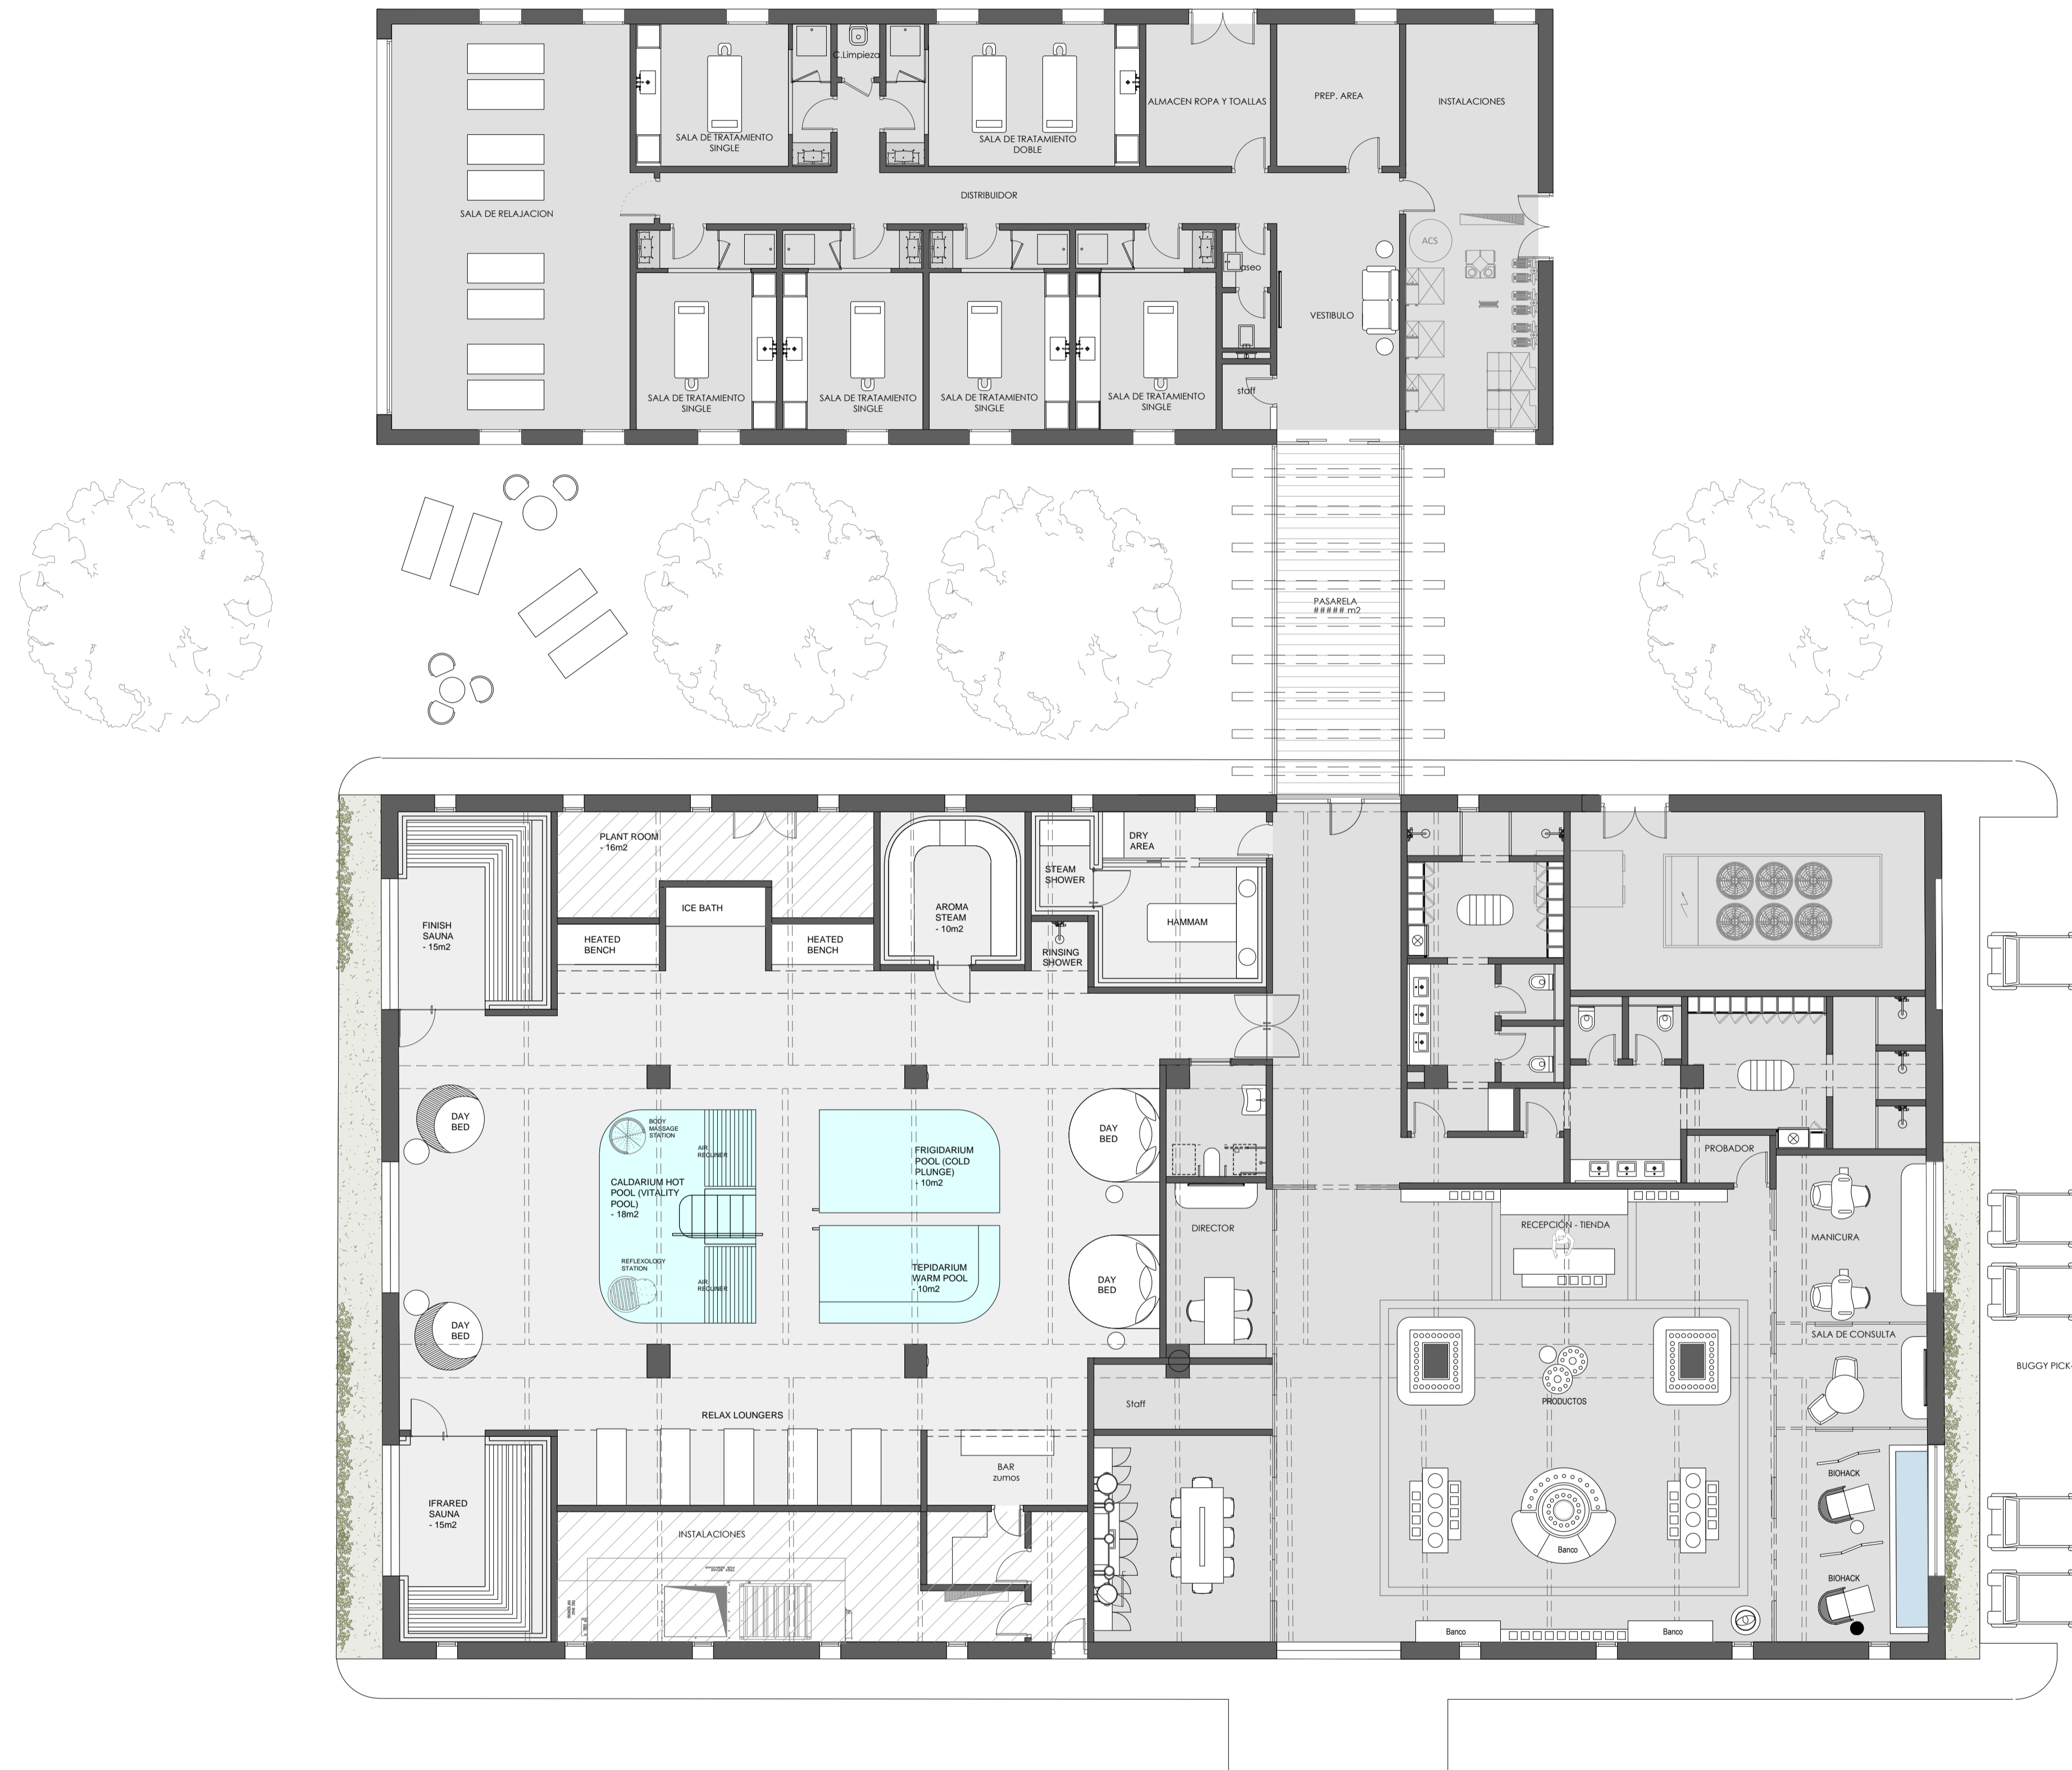 C.Limpieza
ALMACEN ROPA Y TOALLAS
PREP. AREA
INSTALACIONES
SALA DE TRATAMIENTO
SINGLE
SALA DE TRATAMIENTO
DOBLE
DISTRIBUIDOR
SALA DE RELAJACION
ACS
aseo
VESTIBULO
staff
SALA DE TRATAMIENTO
SINGLE
SALA DE TRATAMIENTO
SINGLE
SALA DE TRATAMIENTO
SINGLE
SALA DE TRATAMIENTO
SINGLE
PASARELA
##### m2
PLANT ROOM
- 16m2
DRY
AREA
STEAM
SHOWER
ICE BATH
AROMA
STEAM
- 10m2
HAMMAM
FINISH
SAUNA
- 15m2
HEATED
BENCH
HEATED
BENCH
RINSING
SHOWER
DAY
BED
BODY
MASSAGE
STATION
AIR
RECLINER
CALDARIUM HOT
POOL (VITALITY
POOL)
- 18m2
FRIGIDARIUM
POOL (COLD
PLUNGE)
- 10m2
DAY
BED
PROBADOR
DIRECTOR
RECEPCIÓN - TIENDA
MANICURA
REFLEXOLOGY
STATION
AIR
RECLINER
TEPIDARIUM
WARM POOL
- 10m2
DAY
BED
DAY
BED
SALA DE CONSULTA
BUGGY PICK-
PRODUCTOS
Staff
RELAX LOUNGERS
BAR
zumos
BIOHACK
IFRARED
SAUNA
- 15m2
INSTALACIONES
Banco
BIOHACK
Banco
Banco